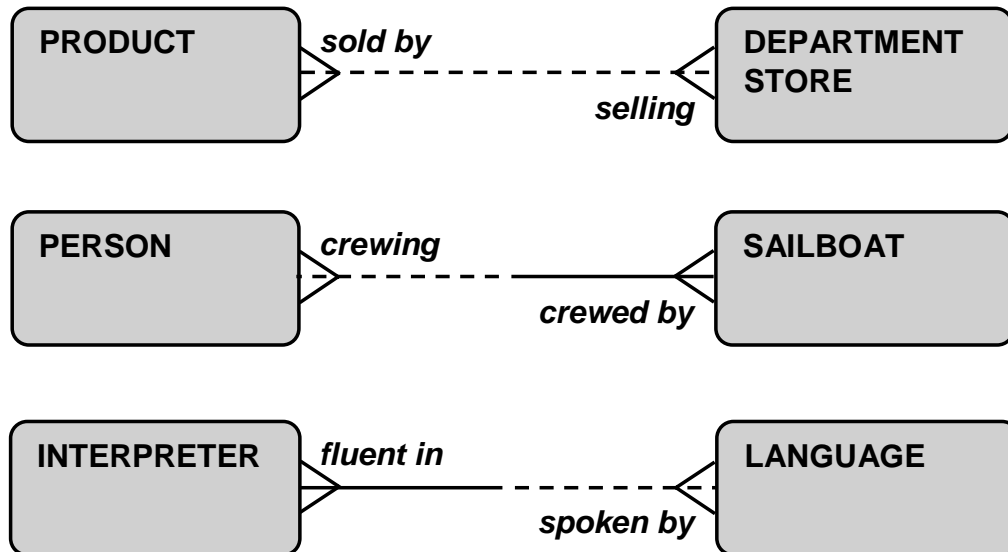 PRODUCT
sold by
DEPARTMENT
STORE
selling
PERSON
crewing
SAILBOAT
crewed by
INTERPRETER
fluent in
LANGUAGE
spoken by